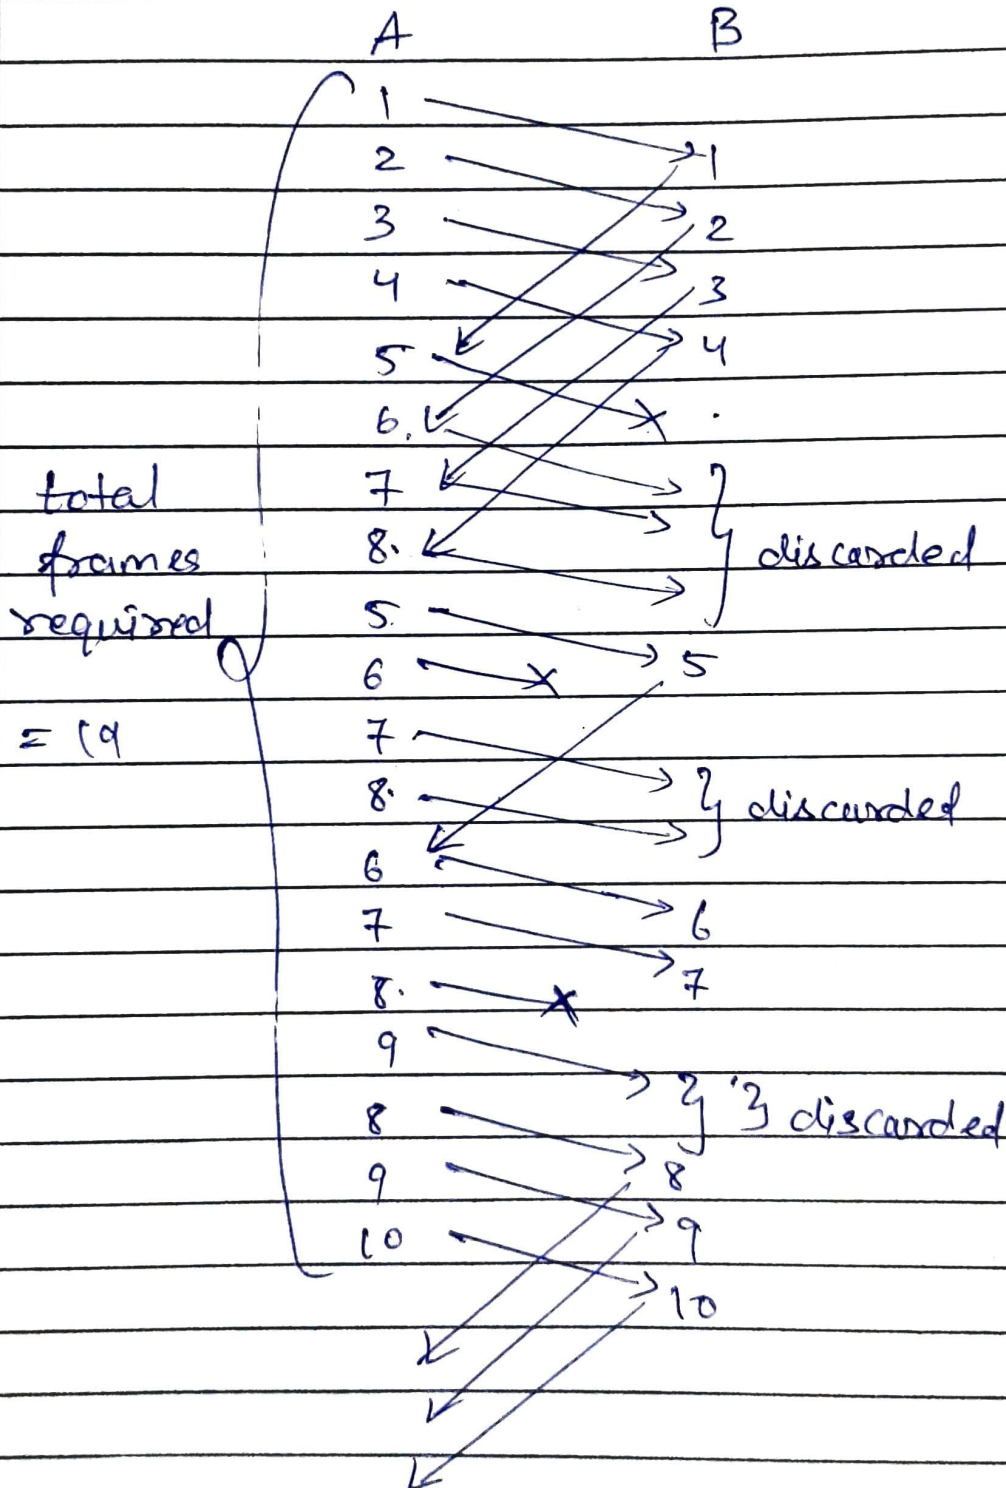 A B
1
2 1
3 2
4 3
5 4
6. .
total 7
frames 8. } discarded
required 5.
6 5
= 19 7
8. } discarded
6
7 6
8. 7
9
8 } '} discarded
9 8
10 9
10